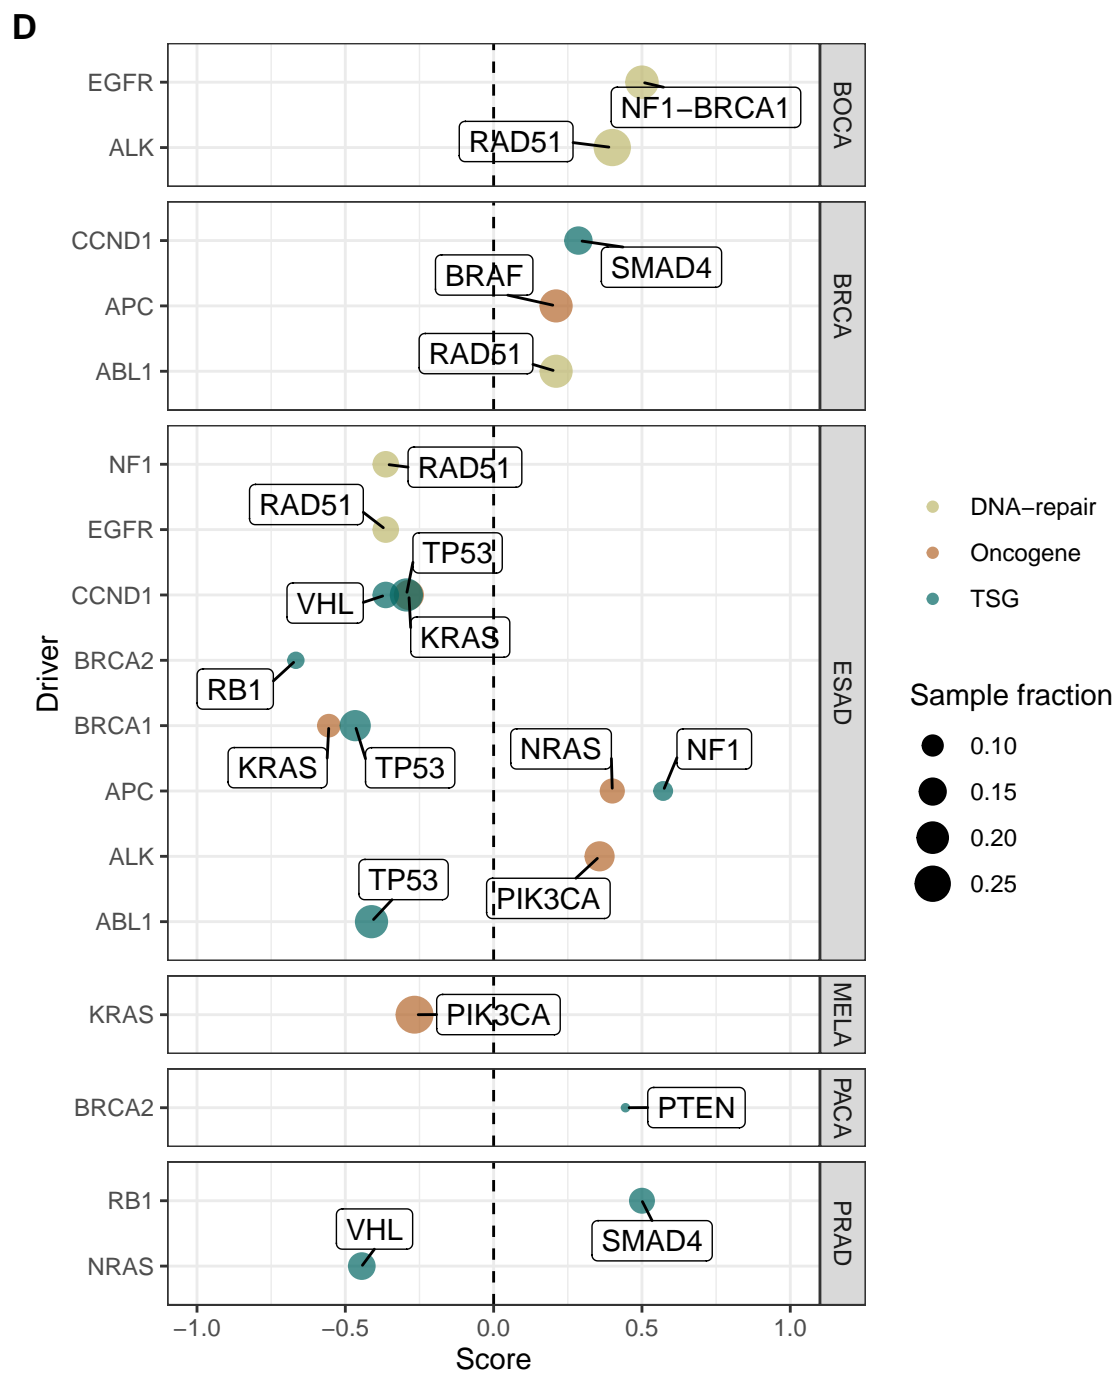 D
EGFR
NF1−BRCA1
BOCA
RAD51
ALK
CCND1
SMAD4
BRAF
APC
BRCA
RAD51
ABL1
NF1
RAD51
RAD51
EGFR
TP53
CCND1
VHL
KRAS
BRCA2
RB1
BRCA1
NRAS
NF1
KRAS
TP53
APC
ALK
TP53
PIK3CA
ABL1
ESAD
KRAS
PIK3CA
MELA
BRCA2
PTEN
PACA
RB1
VHL
SMAD4
NRAS
PRAD
−1.0
−0.5
0.0
0.5
1.0
Score
Driver
DNA−repair
Oncogene
TSG
Sample fraction
0.10
0.15
0.20
0.25